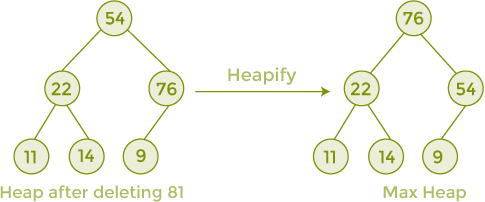 54 76
22 76 Heapify 22 54
11 14 9 11 14 9
Heap after deleting 81 Max Heap